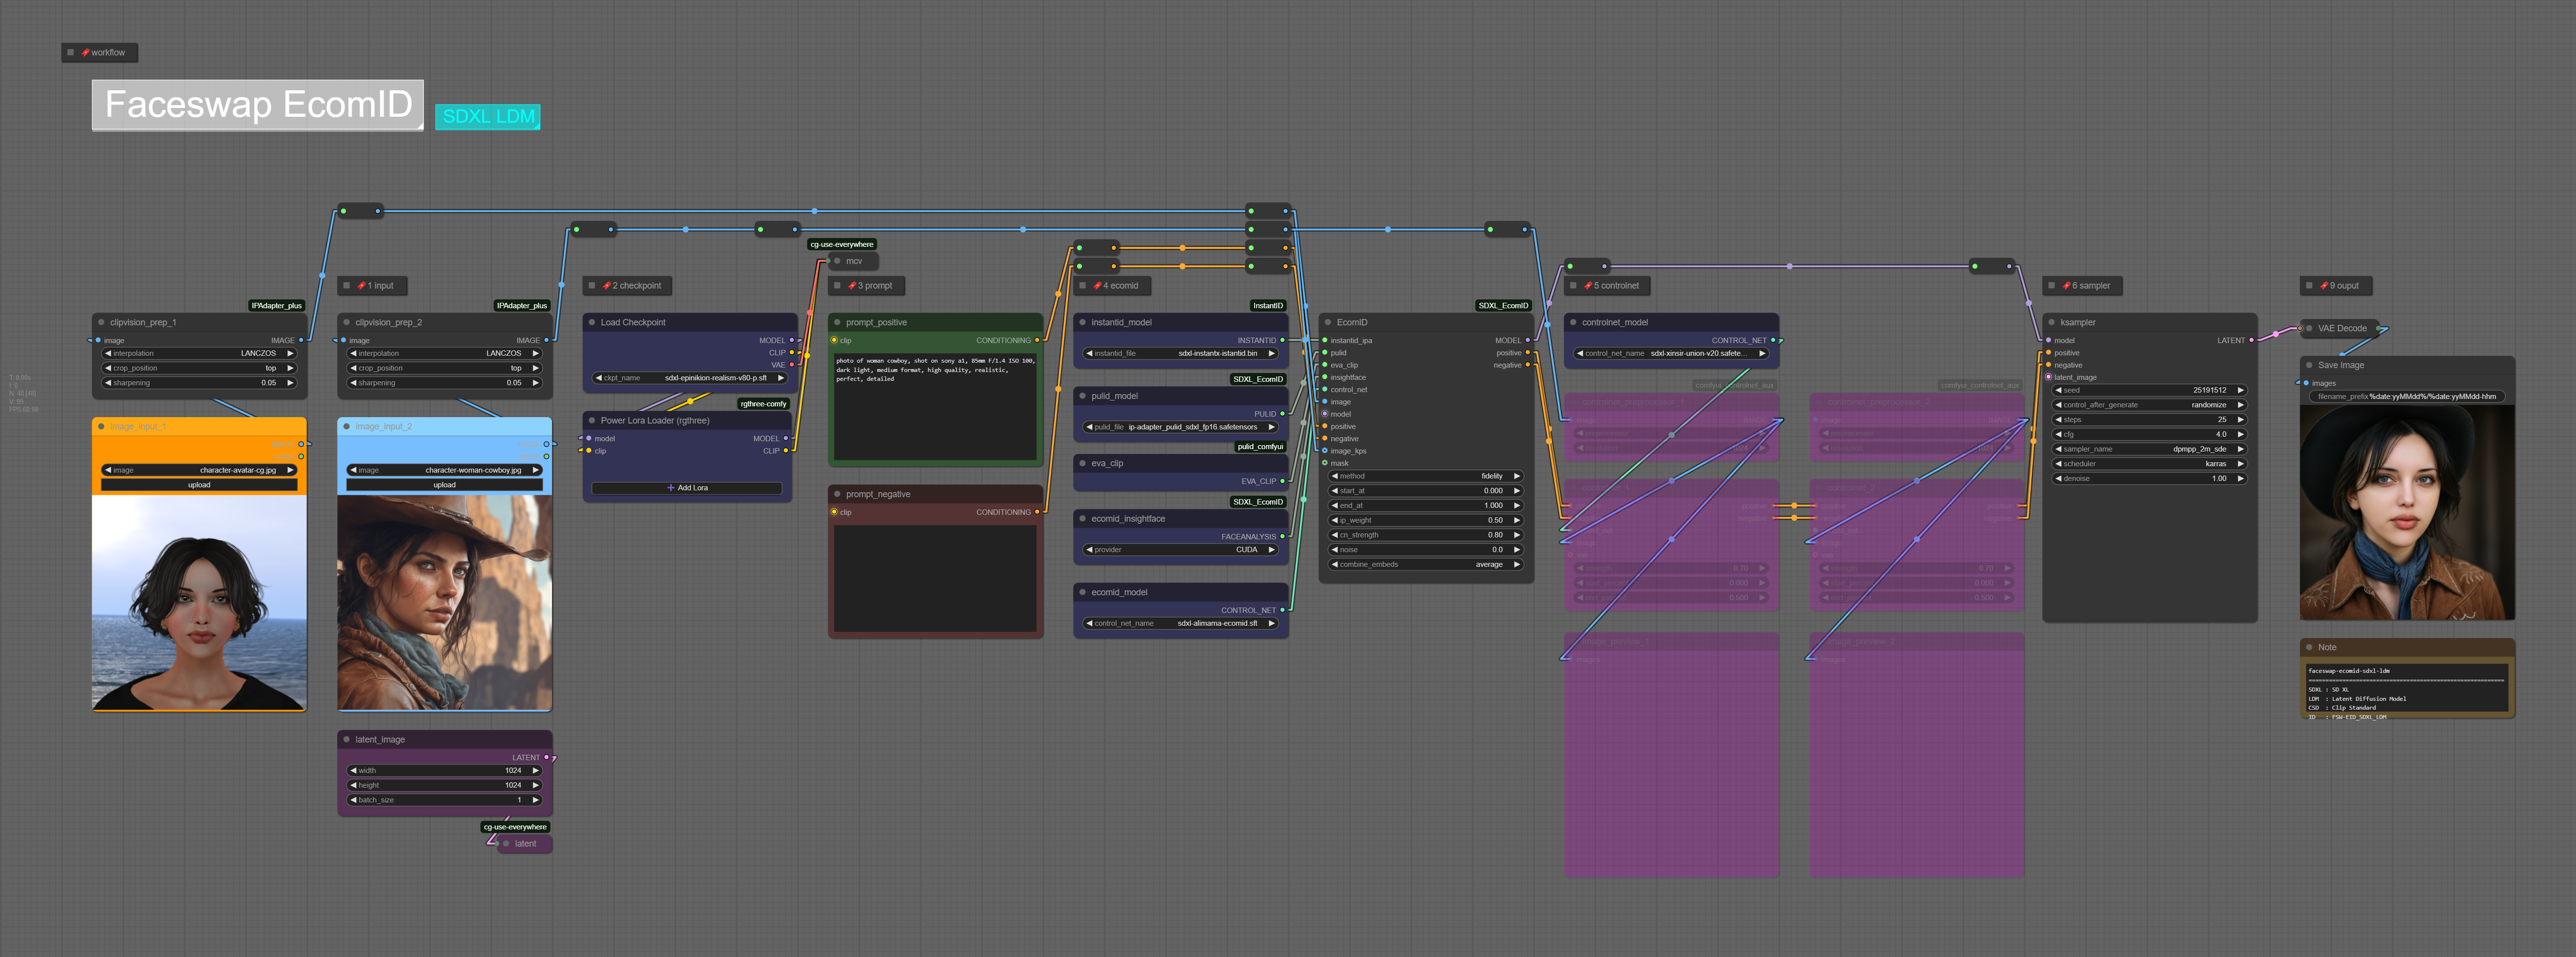 workflow
Faceswap EcomID
SDXL LDM
cg-use-everywhere
mcv
1 input
2 checkpoint
3 prompt
4 ecomid
5 controlnet
6 sampler
9 ouput
IPAdapter_plus
clipvision_prep_1
image IMAGE
interpolation LANCZOS
crop_position top
sharpening 0.05
image_input_1
image character-avatar-cg.jpg
upload
IPAdapter_plus
clipvision_prep_2
image IMAGE
interpolation LANCZOS
crop_position top
sharpening 0.05
image_input_2
image character-woman-cowboy.jpg
upload
latent_image
LATENT
width 1024
height 1024
batch_size 1
cg-use-everywhere
latent
Load Checkpoint
MODEL
CLIP
VAE
ckpt_name sdxl-epinikion-realism-v80-p.sft
rgthree-comfy
Power Lora Loader (rgthree)
model MODEL
clip CLIP
Add Lora
prompt_positive
clip CONDITIONING
photo of woman cowboy, shot on sony a1, 85mm F/1.4 ISO 100,
dark light, medium format, high quality, realistic,
perfect, detailed
prompt_negative
clip CONDITIONING
InstantID
instantid_model
INSTANTID
instantid_file sdxl-instantx-istantid.bin
SDXL_EcomID
pulid_model
PULID
pulid_file ip-adapter_pulid_sdxl_fp16.safetensors
pulid_comfyui
eva_clip
EVA_CLIP
SDXL_EcomID
ecomid_insightface
FACEANALYSIS
provider CUDA
ecomid_model
CONTROL_NET
control_net_name sdxl-alimama-ecomid.sft
SDXL_EcomID
EcomID
instantid_ipa MODEL
pulid positive
eva_clip negative
insightface
control_net
image
model
positive
negative
image_kps
mask
method fidelity
start_at 0.000
end_at 1.000
ip_weight 0.50
cn_strength 0.80
noise 0.0
combine_embeds average
controlnet_model
CONTROL_NET
control_net_name sdxl-xinsir-union-v20.safete...
comfyui_controlnet_aux
controlnet_preprocessor_1
comfyui_controlnet_aux
controlnet_preprocessor_2
image_preview_1
images
image_preview_2
images
ksampler
model LATENT
positive
negative
latent_image
seed 25191512
control_after_generate randomize
steps 25
cfg 4.0
sampler_name dpmpp_2m_sde
scheduler karras
denoise 1.00
VAE Decode
Save Image
images
filename_prefix %date:yyMMdd%/%date:yyMMdd-hhm
Note
faceswap-ecomid-sdxl-ldm
SDXL : SD XL
LDM : Latent Diffusion Model
CSD : Clip Standard
ID : FSW-EID_SDXL_LDM